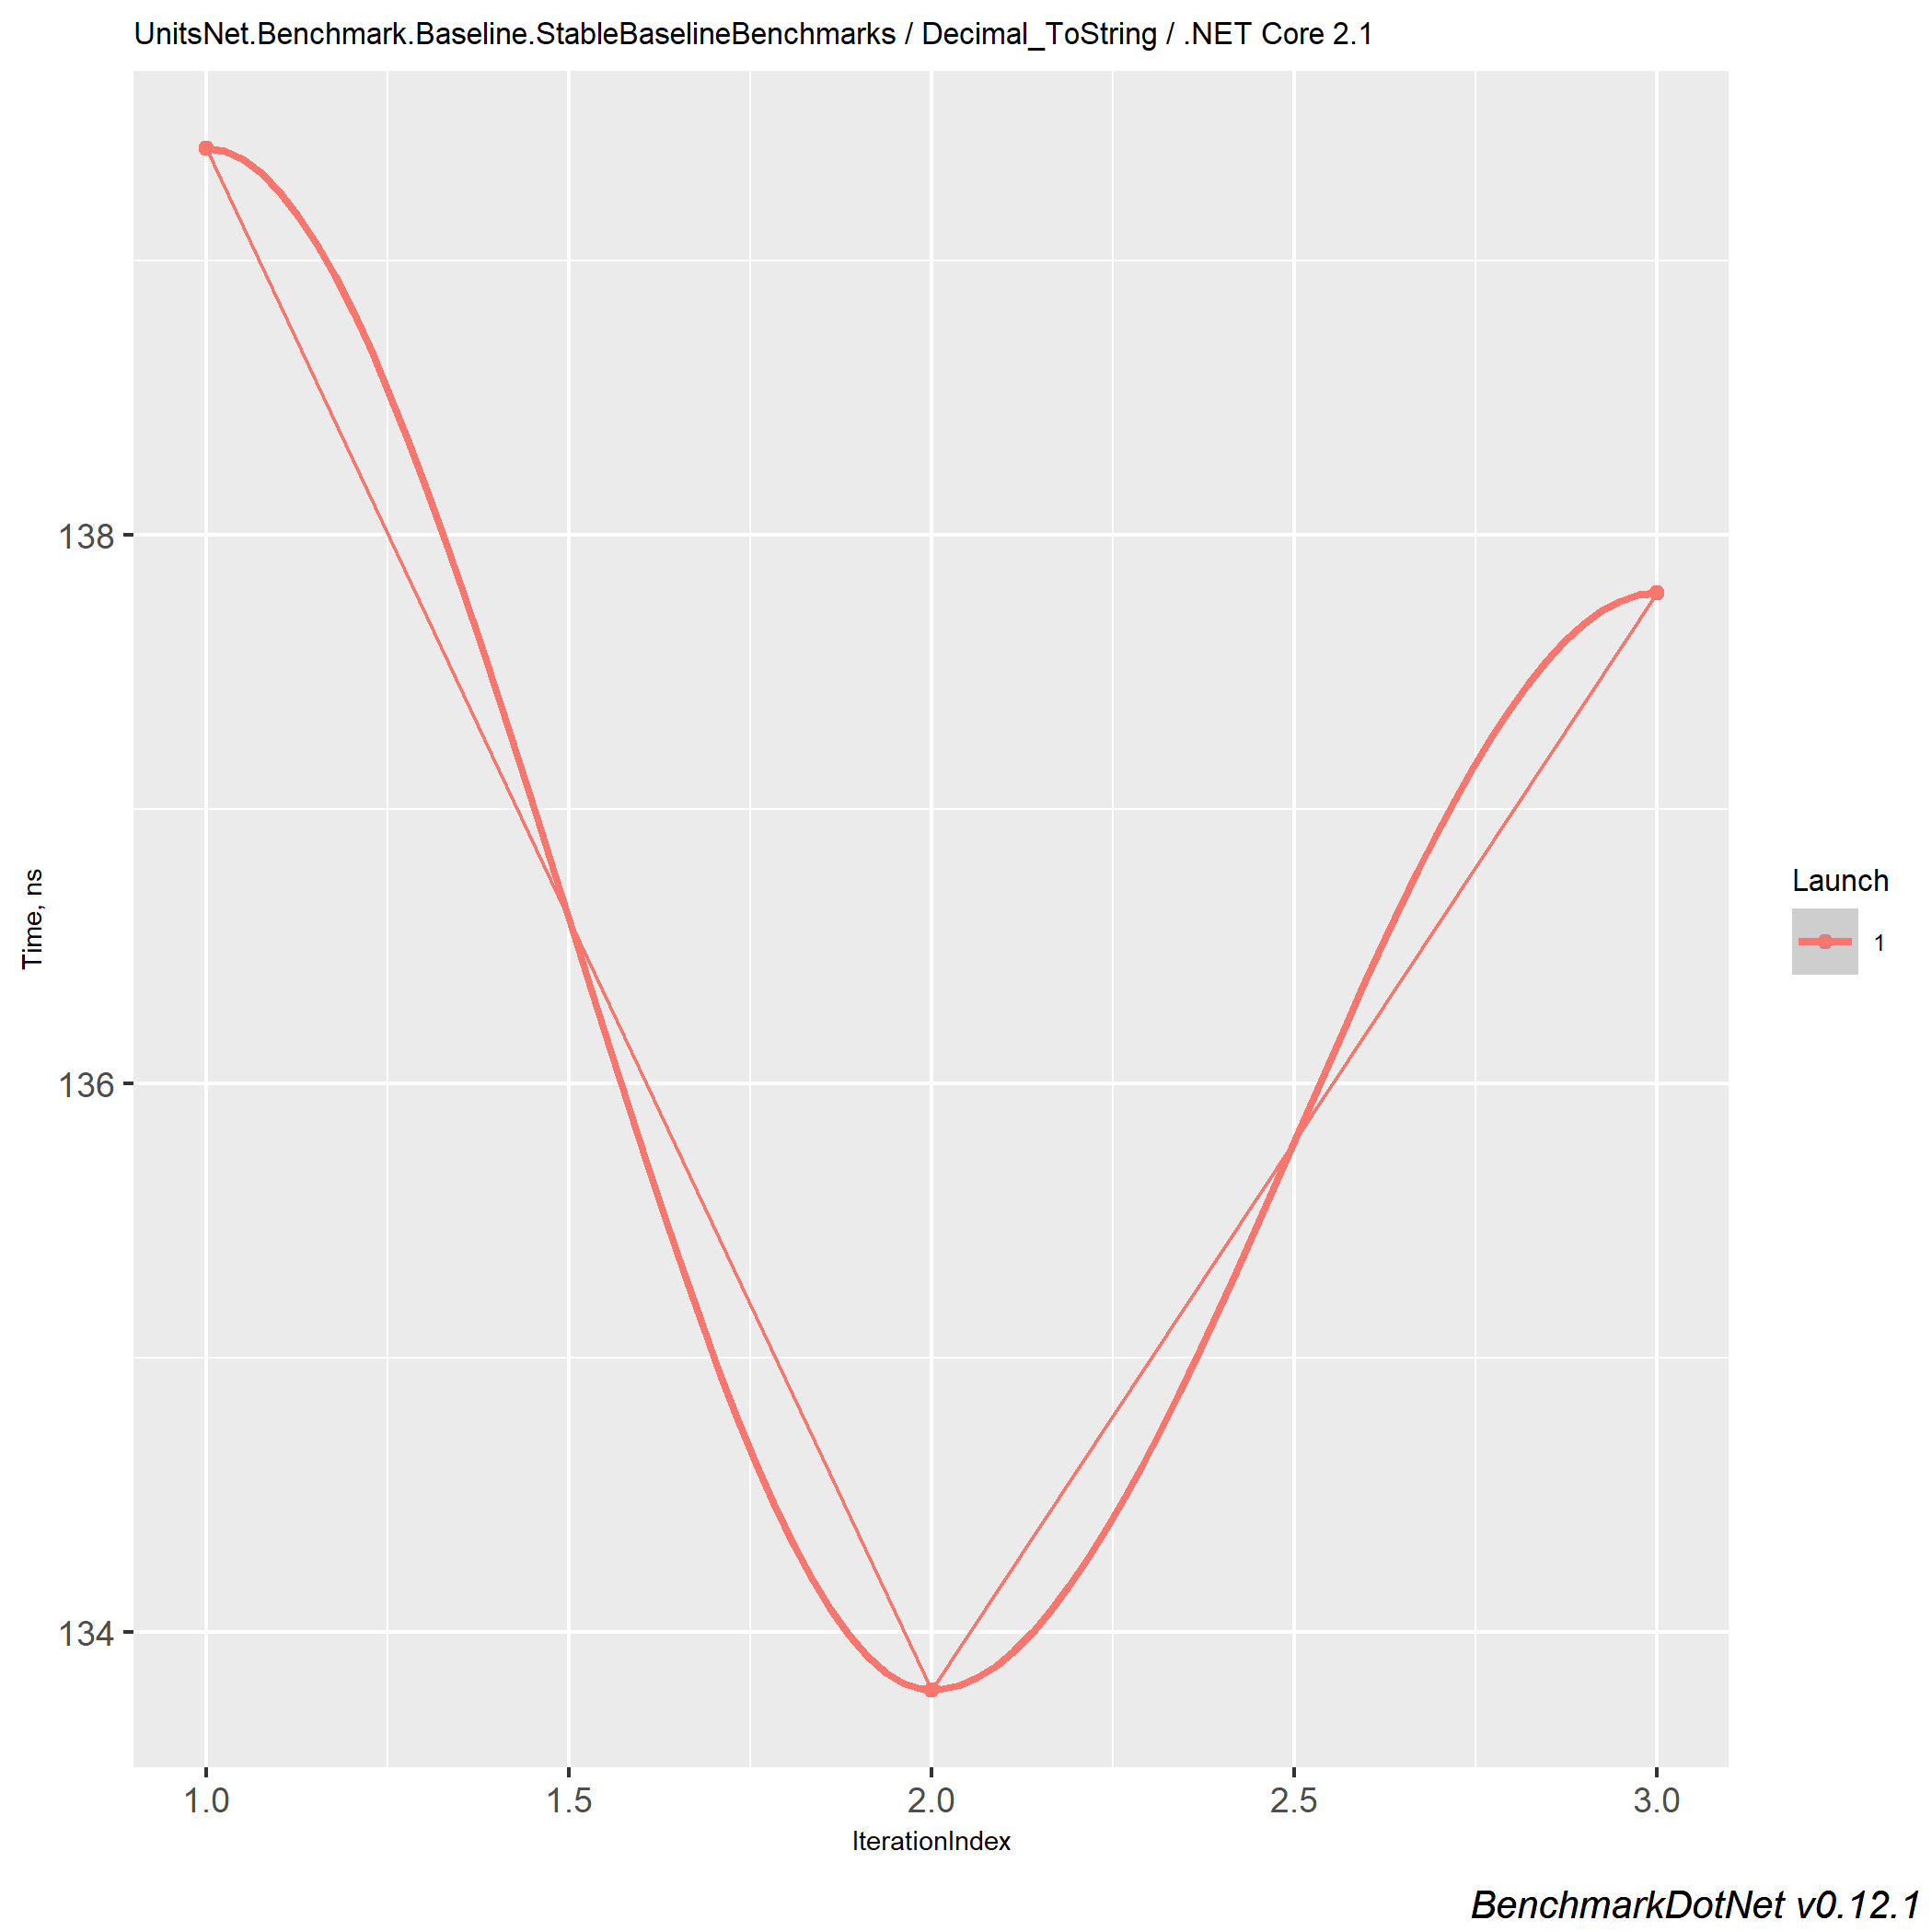 UnitsNet.Benchmark.Baseline.StableBaselineBenchmarks / Decimal_ToString / .NET Core 2.1
138
136
134
Time, ns
1.0 1.5 2.0 2.5 3.0
IterationIndex
Launch
1
BenchmarkDotNet v0.12.1